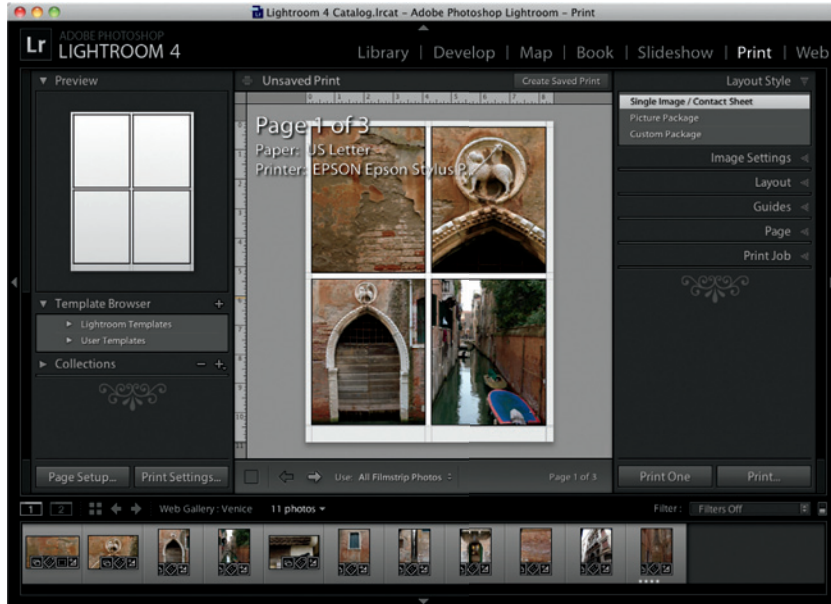 Lightroom 4 Catalog.lrcat – Adobe Photoshop Lightroom – Print
Lr
ADOBE PHOTOSHOP
LIGHTROOM 4
Library | Develop | Map | Book | Slideshow | Print | Web
Preview
Unsaved Print
Create Saved Print
Layout Style
Single Image / Contact Sheet
Picture Package
Custom Package
Page 1 of 3
Paper: US Letter
Printer: EPSON Epson Stylus P...
Image Settings
Layout
Guides
Page
Print Job
Template Browser
Lightroom Templates
User Templates
Collections
Page Setup...
Print Settings...
Use: All Filmstrip Photos
Page 1 of 3
Print One
Print...
1 2
Web Gallery : Venice
11 photos
Filter :
Filters Off